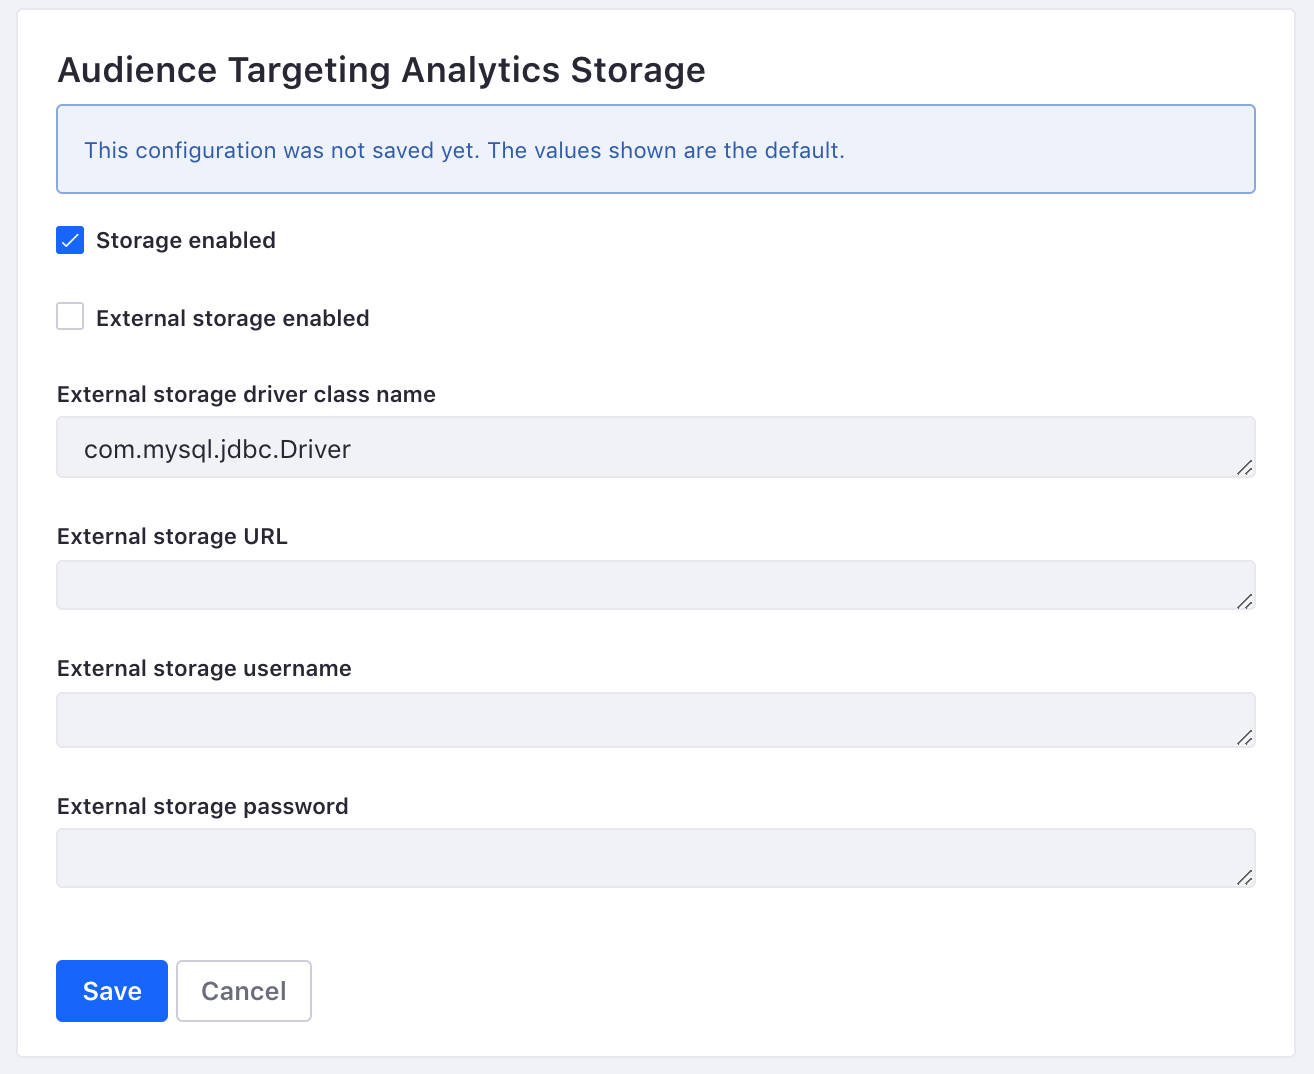 Audience Targeting Analytics Storage
This configuration was not saved yet. The values shown are the default.
Storage enabled
External storage enabled
External storage driver class name
com.mysql.jdbc.Driver
External storage URL
External storage username
External storage password
Save
Cancel